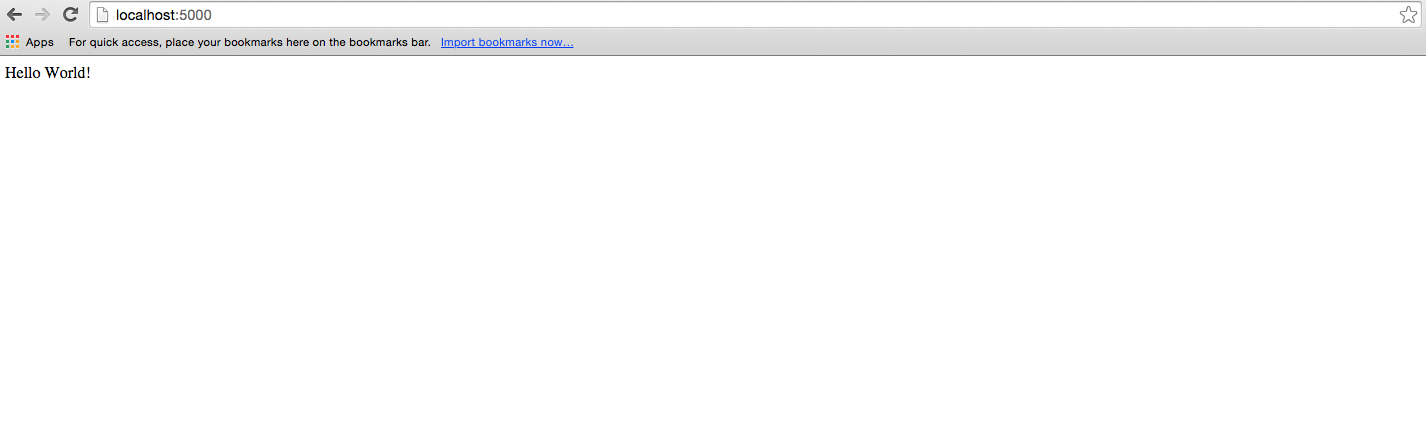 localhost:5000
Apps For quick access, place your bookmarks here on the bookmarks bar. Import bookmarks now...
Hello World!